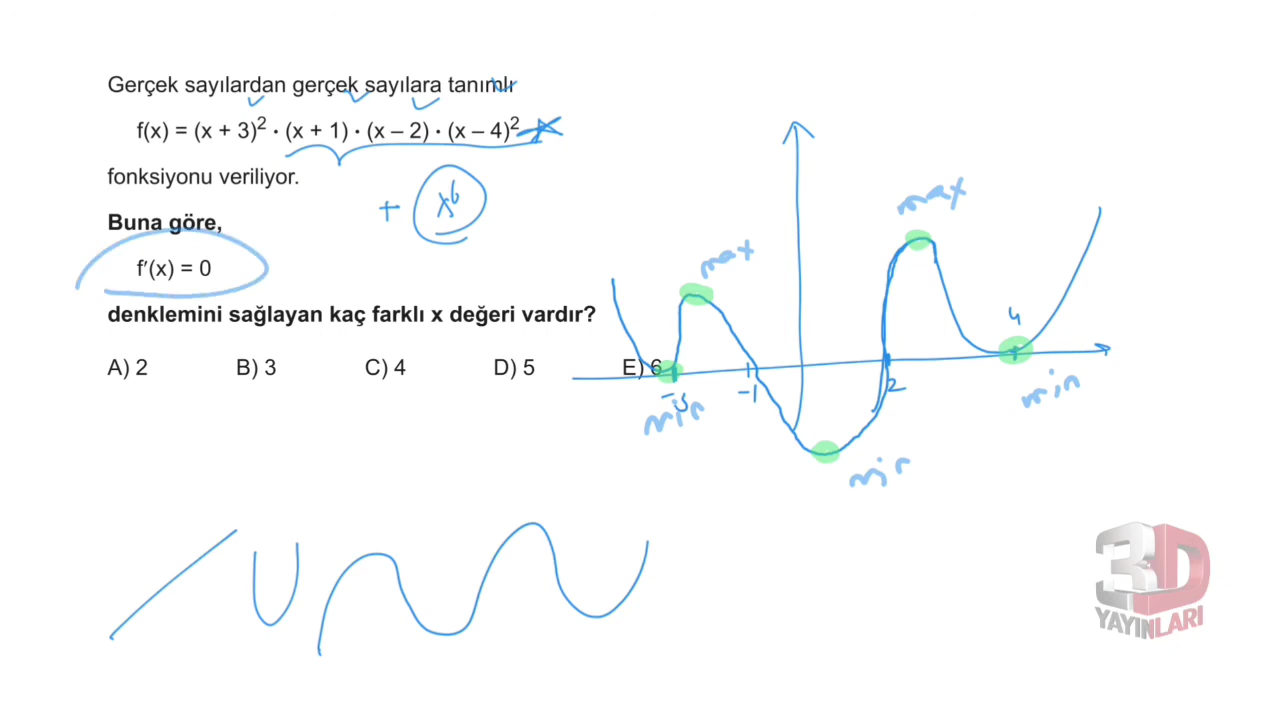 Gerçek sayılardan gerçek sayılara tanımlı
f(x) = (x + 3)² · (x + 1) · (x – 2) · (x – 4)²
fonksiyonu veriliyor.
+ x⁶
Buna göre,
f′(x) = 0
denklemini sağlayan kaç farklı x değeri vardır?
A) 2 B) 3 C) 4 D) 5 E) 6
max
max
4
-3 -1 2
min
min
min
3D
YAYINLARI